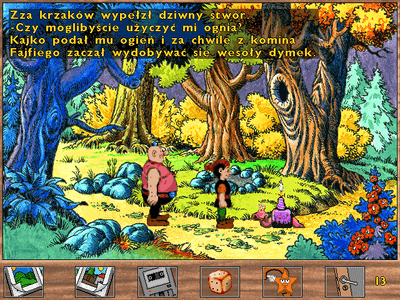 Zza krzaków wypełzł dziwny stwór.
-Czy moglibyście użyczyć mi ognia?
Kajko podał mu ogień i za chwilę z komina
Fajfiego zaczął wydobywać się wesoły dymek.
13